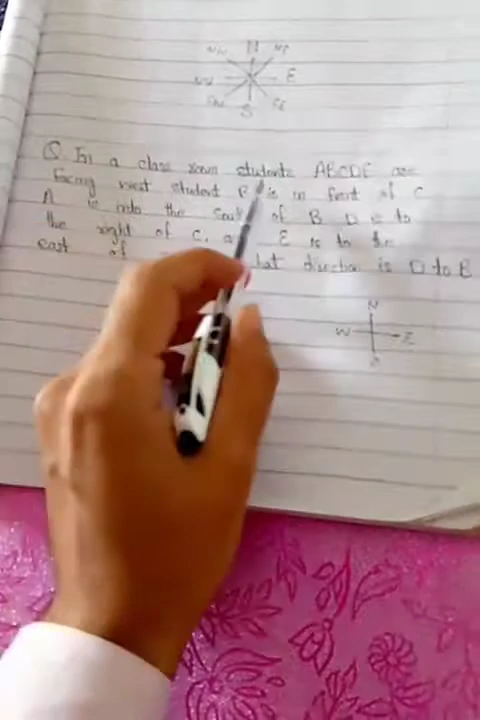 NW N NE
E
SW S SE
Q. In a class room students ABCDE are
facing west student B is in front of C
A is into the south of B D is to
the right of C. E is to the
east of direction is D to B
N
W E
S